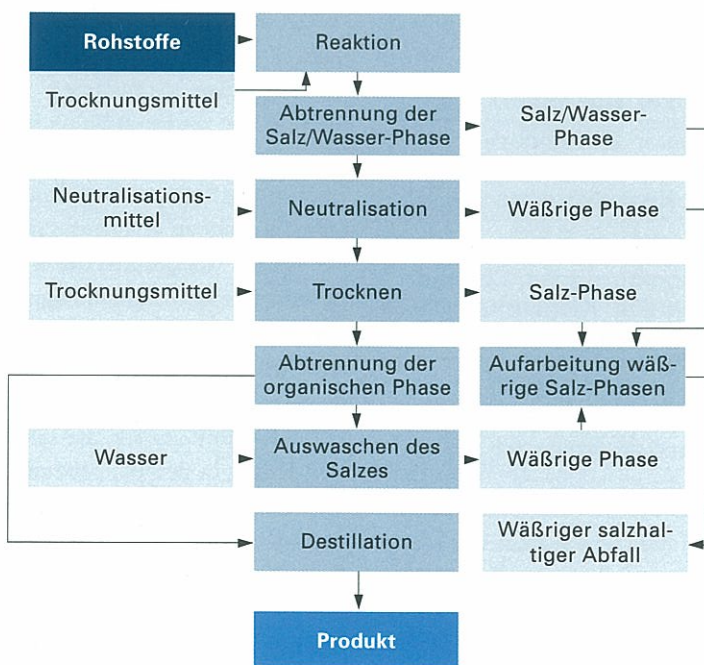 Rohstoffe
Reaktion
Trocknungsmittel
Abtrennung der
Salz/Wasser-Phase
Salz/Wasser-
Phase
Neutralisations-
mittel
Neutralisation
Wäßrige Phase
Trocknungsmittel
Trocknen
Salz-Phase
Abtrennung der
organischen Phase
Aufarbeitung wäß-
rige Salz-Phasen
Wasser
Auswaschen des
Salzes
Wäßrige Phase
Destillation
Wäßriger salzhal-
tiger Abfall
Produkt